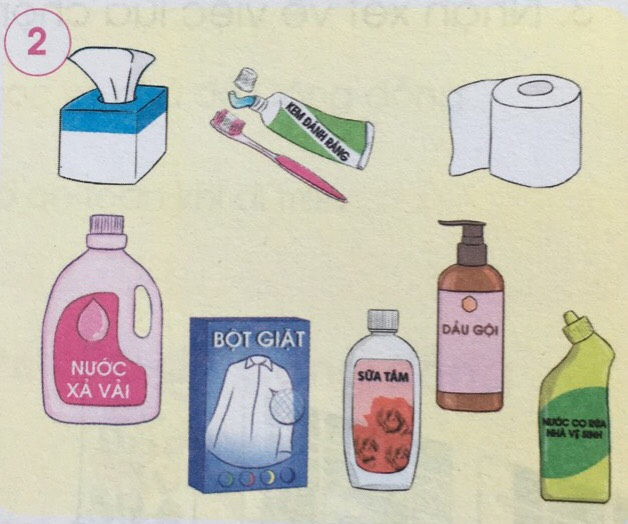 2
KEM ĐÁNH RĂNG
NƯỚC
XẢ VẢI
BỘT GIẶT
SỮA TẮM
DẦU GỘI
NƯỚC CỌ RỬA
NHÀ VỆ SINH